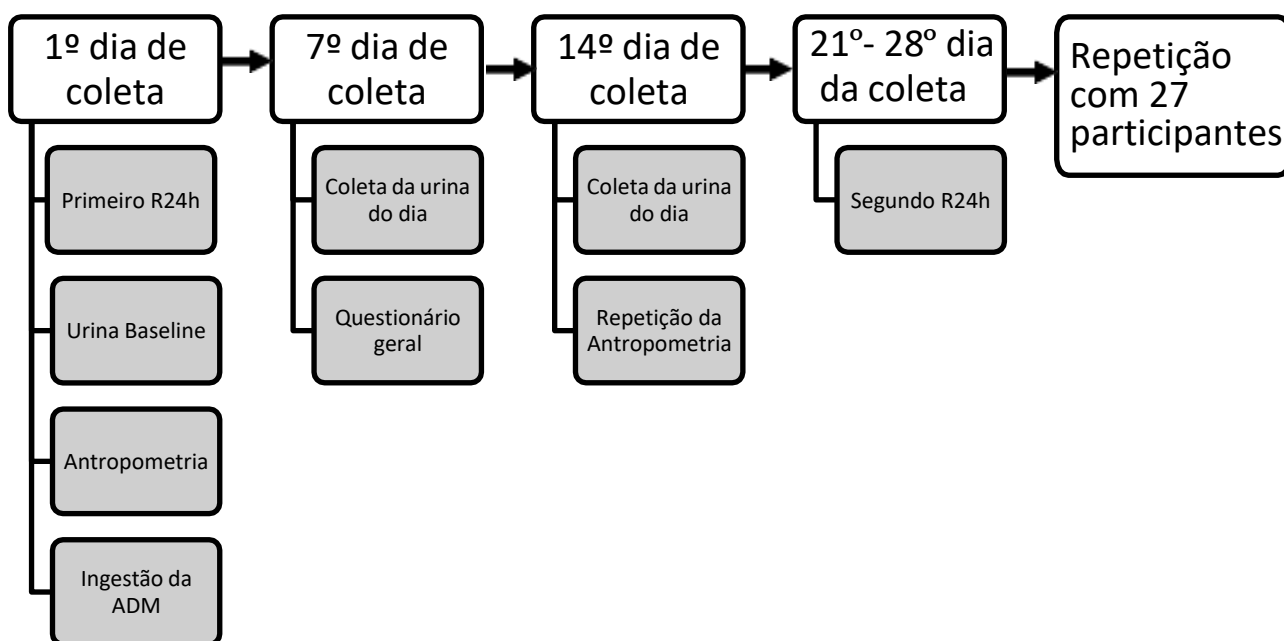 1º dia de
coleta
Primeiro R24h
Urina Baseline
Antropometria
Ingestão da
ADM
7º dia de
coleta
Coleta da urina
do dia
Questionário
geral
14º dia de
coleta
Coleta da urina
do dia
Repetição da
Antropometria
21°- 28° dia
da coleta
Segundo R24h
Repetição
com 27
participantes